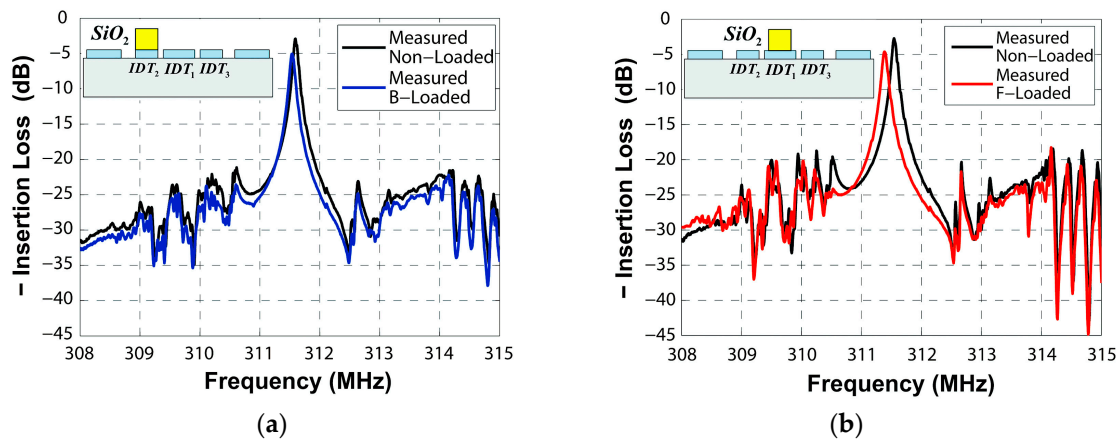 SiO₂
IDT₂ IDT₁ IDT₃
Measured
Non-Loaded
Measured
B-Loaded
− Insertion Loss (dB)
0
−5
−10
−15
−20
−25
−30
−35
−40
−45
308 309 310 311 312 313 314 315
Frequency (MHz)
(a)
SiO₂
IDT₂ IDT₁ IDT₃
Measured
Non-Loaded
Measured
F-Loaded
− Insertion Loss (dB)
0
−5
−10
−15
−20
−25
−30
−35
−40
−45
308 309 310 311 312 313 314 315
Frequency (MHz)
(b)